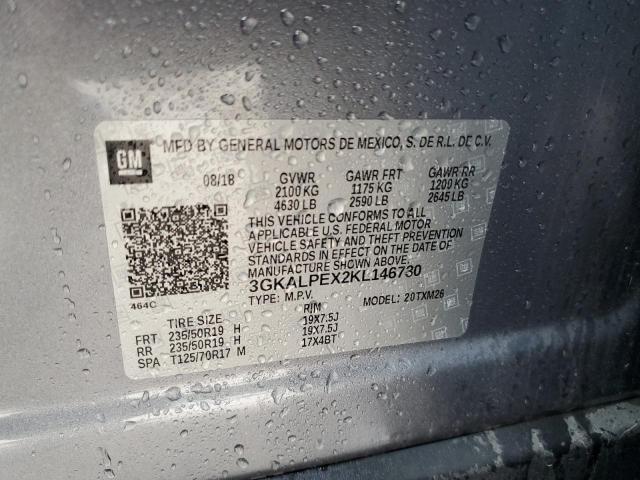 GM
MFD BY GENERAL MOTORS DE MEXICO, S. DE R.L. DE C.V.
08/18 GVWR GAWR FRT GAWR RR
2100 KG 1175 KG 1200 KG
4630 LB 2590 LB 2645 LB
THIS VEHICLE CONFORMS TO ALL
APPLICABLE U.S. FEDERAL MOTOR
VEHICLE SAFETY AND THEFT PREVENTION
STANDARDS IN EFFECT ON THE DATE OF
MANUFACTURE SHOWN ABOVE.
3GKALPEX2KL146730
464C
TYPE: M.P.V. MODEL: 20TXM26
TIRE SIZE RIM
FRT 235/50R19 H 19X7.5J
RR 235/50R19 H 19X7.5J
SPA T125/70R17 M 17X4BT